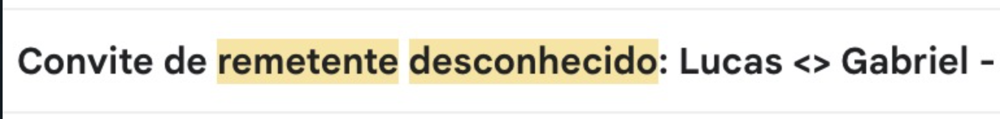 Convite de remetente desconhecido: Lucas <> Gabriel -